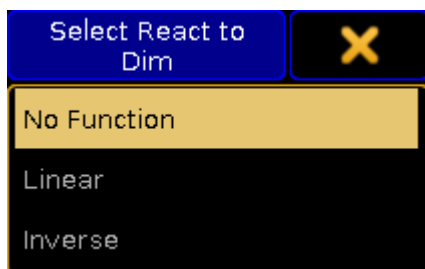 Select React to
Dim
No Function
Linear
Inverse